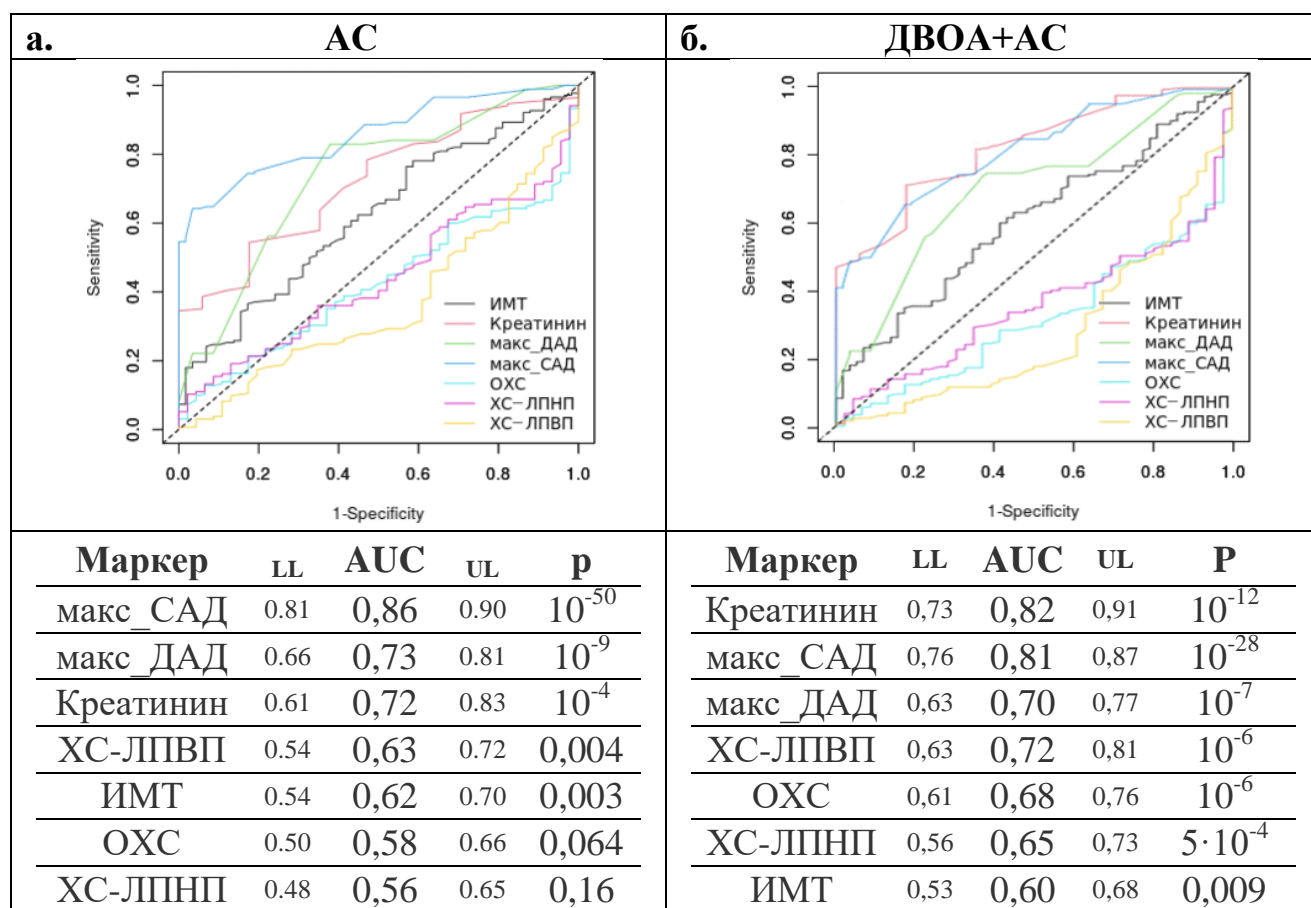 а. АС
б. ДВОА+АС
1.0
0.8
0.6
0.4
0.2
0.0
Sensitivity
ИМТ
Креатинин
макс_ДАД
макс_САД
ОХС
ХС-ЛПНП
ХС-ЛПВП
0.0 0.2 0.4 0.6 0.8 1.0
1-Specificity
1.0
0.8
0.6
0.4
0.2
0.0
Sensitivity
ИМТ
Креатинин
макс_ДАД
макс_САД
ОХС
ХС-ЛПНП
ХС-ЛПВП
0.0 0.2 0.4 0.6 0.8 1.0
1-Specificity
Маркер LL AUC UL p
макс_САД 0.81 0,86 0.90 10⁻⁵⁰
макс_ДАД 0.66 0,73 0.81 10⁻⁹
Креатинин 0.61 0,72 0.83 10⁻⁴
ХС-ЛПВП 0.54 0,63 0.72 0,004
ИМТ 0.54 0,62 0.70 0,003
ОХС 0.50 0,58 0.66 0,064
ХС-ЛПНП 0.48 0,56 0.65 0,16
Маркер LL AUC UL P
Креатинин 0,73 0,82 0,91 10⁻¹²
макс_САД 0,76 0,81 0,87 10⁻²⁸
макс_ДАД 0,63 0,70 0,77 10⁻⁷
ХС-ЛПВП 0,63 0,72 0,81 10⁻⁶
ОХС 0,61 0,68 0,76 10⁻⁶
ХС-ЛПНП 0,56 0,65 0,73 5·10⁻⁴
ИМТ 0,53 0,60 0,68 0,009